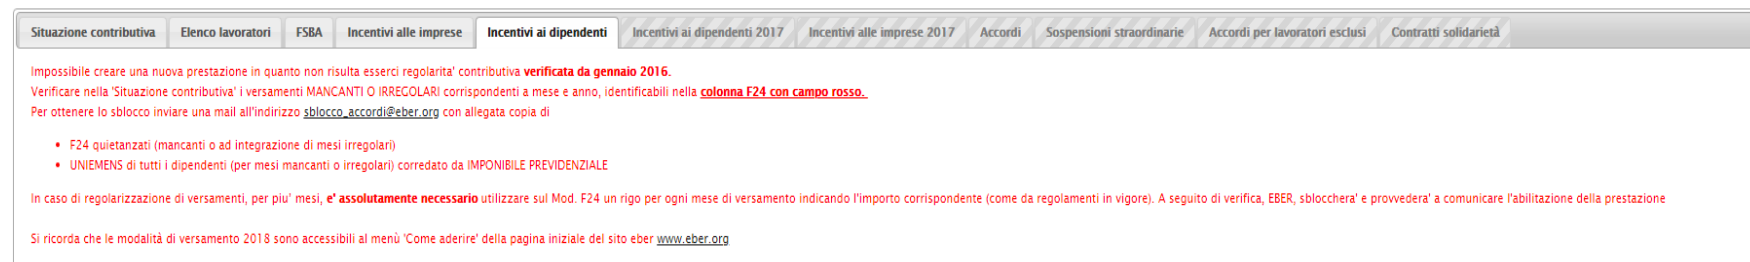 Situazione contributiva Elenco lavoratori FSBA Incentivi alle imprese Incentivi ai dipendenti Incentivi ai dipendenti 2017 Incentivi alle imprese 2017 Accordi Sospensioni straordinarie Accordi per lavoratori esclusi Contratti solidarietà
Impossibile creare una nuova prestazione in quanto non risulta esserci regolarita' contributiva verificata da gennaio 2016.
Verificare nella 'Situazione contributiva' i versamenti MANCANTI O IRREGOLARI corrispondenti a mese e anno, identificabili nella colonna F24 con campo rosso.
Per ottenere lo sblocco inviare una mail all'indirizzo sblocco_accordi@eber.org con allegata copia di
• F24 quietanzati (mancanti o ad integrazione di mesi irregolari)
• UNIEMENS di tutti i dipendenti (per mesi mancanti o irregolari) corredato da IMPONIBILE PREVIDENZIALE
In caso di regolarizzazione di versamenti, per piu' mesi, e' assolutamente necessario utilizzare sul Mod. F24 un rigo per ogni mese di versamento indicando l'importo corrispondente (come da regolamenti in vigore). A seguito di verifica, EBER, sblocchera' e provvedera' a comunicare l'abilitazione della prestazione
Si ricorda che le modalità di versamento 2018 sono accessibili al menù 'Come aderire' della pagina iniziale del sito eber www.eber.org